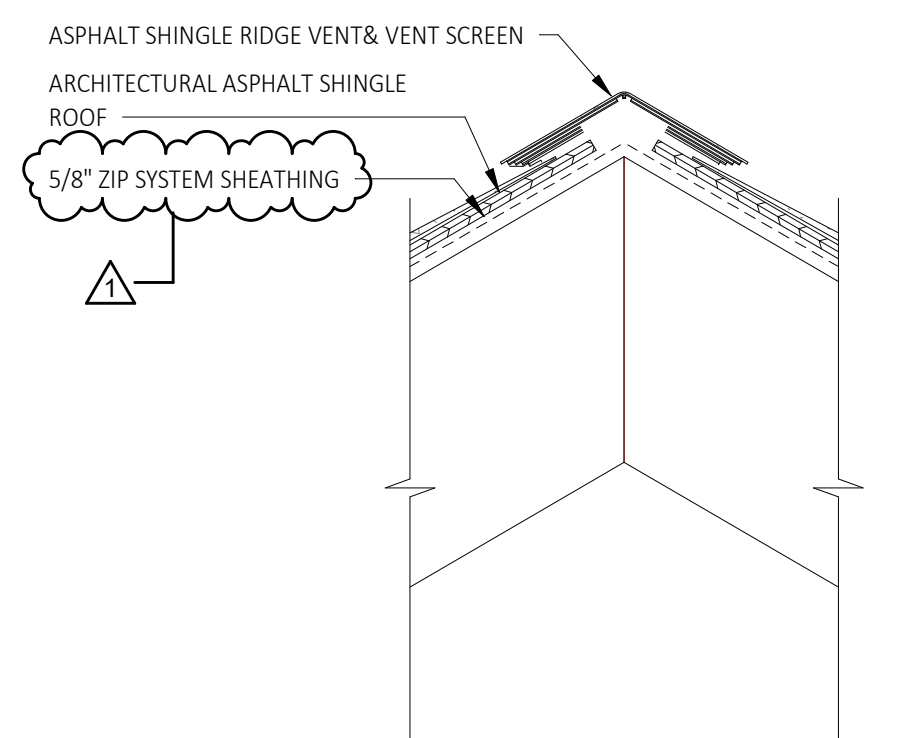 ASPHALT SHINGLE RIDGE VENT& VENT SCREEN
ARCHITECTURAL ASPHALT SHINGLE
ROOF
5/8" ZIP SYSTEM SHEATHING
1